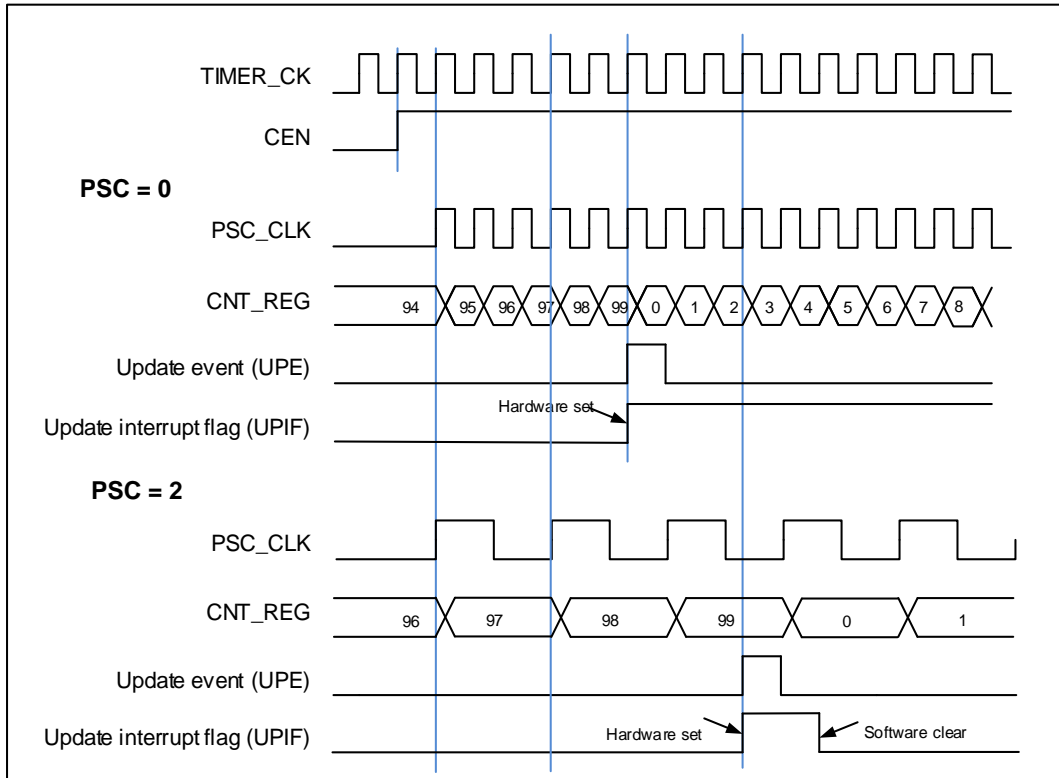 TIMER_CK
CEN
PSC = 0
PSC_CLK
CNT_REG 94 95 96 97 98 99 0 1 2 3 4 5 6 7 8
Update event (UPE)
Hardware set
Update interrupt flag (UPIF)
PSC = 2
PSC_CLK
CNT_REG 96 97 98 99 0 1
Update event (UPE)
Update interrupt flag (UPIF) Hardware set Software clear